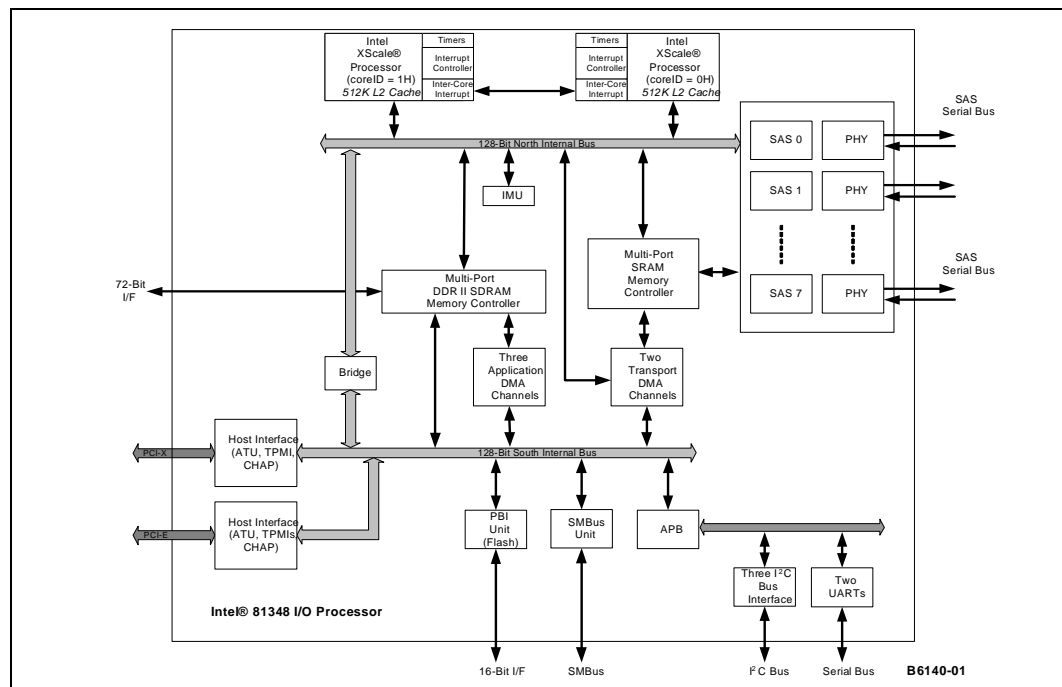 Intel
XScale®
Processor
(coreID = 1H)
512K L2 Cache
Timers
Interrupt
Controller
Inter-Core
Interrupt
Timers
Interrupt
Controller
Inter-Core
Interrupt
Intel
XScale®
Processor
(coreID = 0H)
512K L2 Cache
SAS
Serial Bus
128-Bit North Internal Bus
SAS 0
PHY
SAS 1
PHY
IMU
Multi-Port
SRAM
Memory
Controller
SAS
Serial Bus
SAS 7
PHY
72-Bit
I/F
Multi-Port
DDR II SDRAM
Memory Controller
Bridge
Three
Application
DMA
Channels
Two
Transport
DMA
Channels
PCI-X
Host Interface
(ATU, TPMI,
CHAP)
128-Bit South Internal Bus
PCI-E
Host Interface
(ATU, TPMIs,
CHAP)
PBI
Unit
(Flash)
SMBus
Unit
APB
Three I²C
Bus
Interface
Two
UARTs
Intel® 81348 I/O Processor
16-Bit I/F
SMBus
I²C Bus
Serial Bus
B6140-01